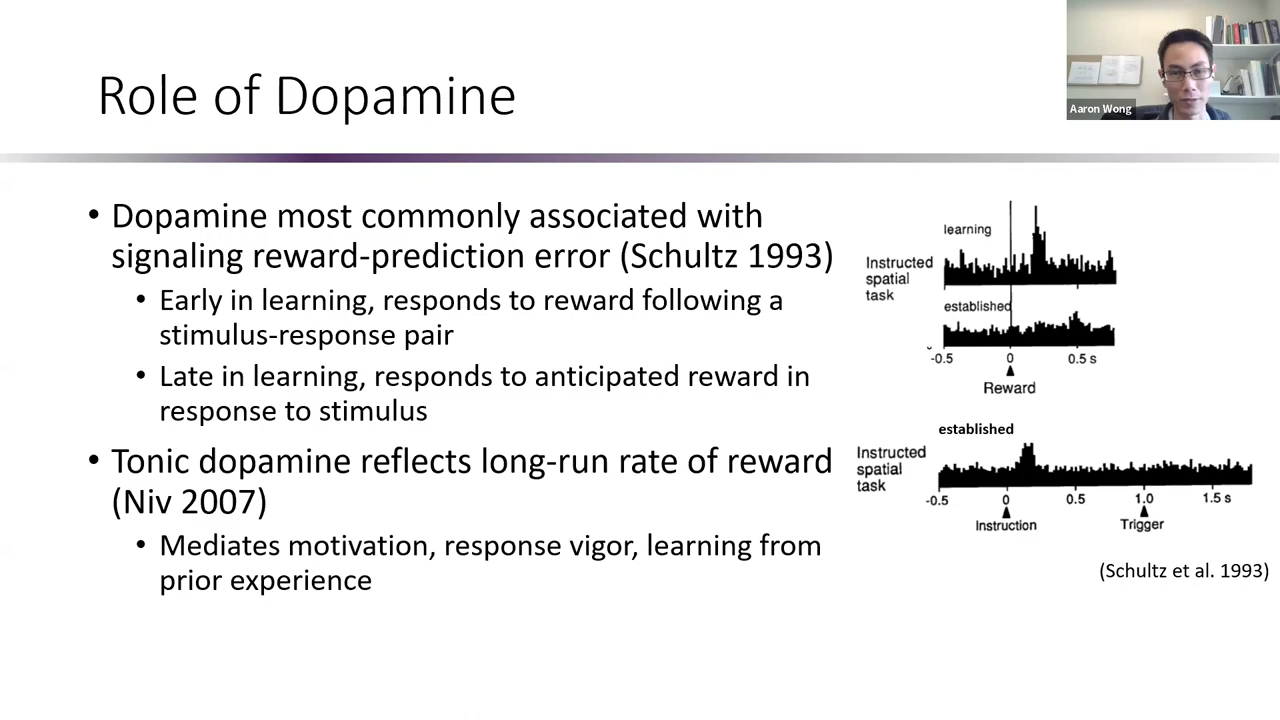 Role of Dopamine
Aaron Wong
• Dopamine most commonly associated with
signaling reward-prediction error (Schultz 1993)
• Early in learning, responds to reward following a
stimulus-response pair
• Late in learning, responds to anticipated reward in
response to stimulus
• Tonic dopamine reflects long-run rate of reward
(Niv 2007)
• Mediates motivation, response vigor, learning from
prior experience
learning
Instructed
spatial
task
established
-0.5 0 0.5 s
Reward
established
Instructed
spatial
task
-0.5 0 0.5 1.0 1.5 s
Instruction Trigger
(Schultz et al. 1993)